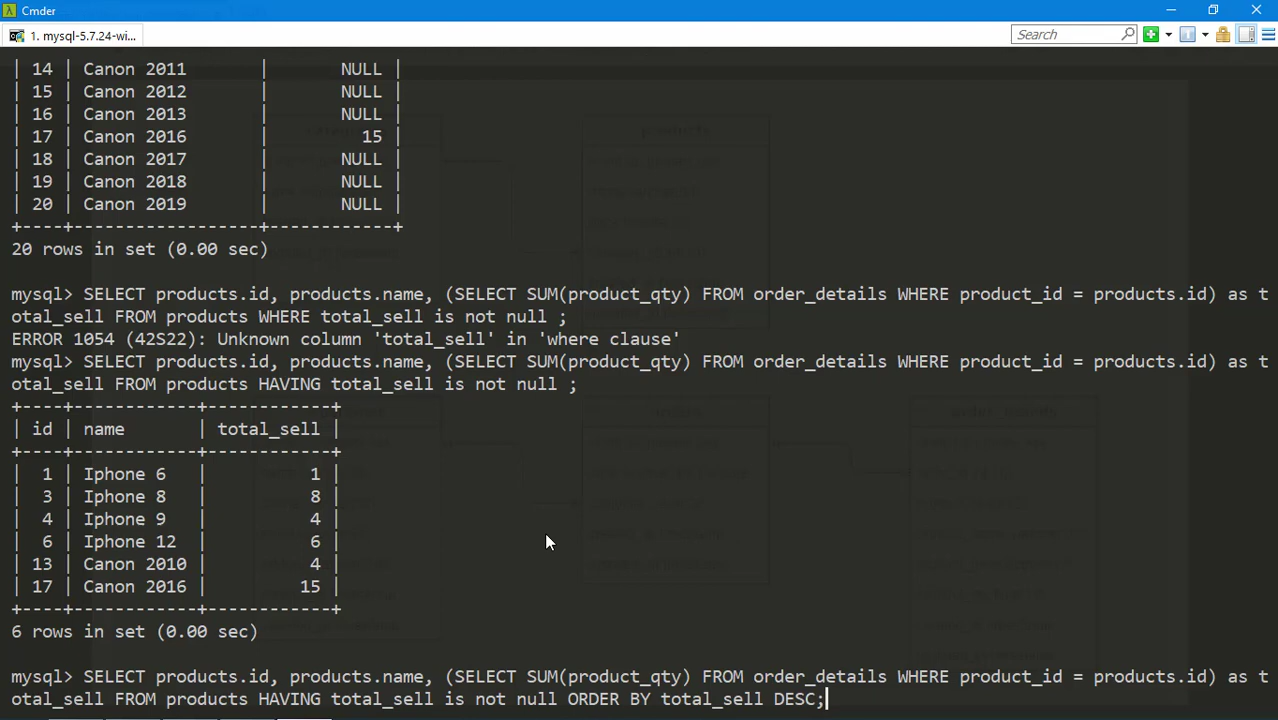 Cmder
1. mysql-5.7.24-wi...
Search
| 14 | Canon 2011 | NULL |
| 15 | Canon 2012 | NULL |
| 16 | Canon 2013 | NULL |
| 17 | Canon 2016 | 15
| 18 | Canon 2017 | NULL |
| 19 | Canon 2018 | NULL |
| 20 | Canon 2019 | NULL |
+----+------------------+------------+
20 rows in set (0.00 sec)
mysql> SELECT products.id, products.name, (SELECT SUM(product_qty) FROM order_details WHERE product_id = products.id) as t
otal_sell FROM products WHERE total_sell is not null ;
ERROR 1054 (42S22): Unknown column 'total_sell' in 'where clause'
mysql> SELECT products.id, products.name, (SELECT SUM(product_qty) FROM order_details WHERE product_id = products.id) as t
otal_sell FROM products HAVING total_sell is not null ;
+----+------------+------------+
| id | name | total_sell |
+----+------------+------------+
| 1 | Iphone 6 | 1 |
| 3 | Iphone 8 | 8 |
| 4 | Iphone 9 | 4 |
| 6 | Iphone 12 | 6 |
| 13 | Canon 2010 | 4 |
| 17 | Canon 2016 | 15 |
+----+------------+------------+
6 rows in set (0.00 sec)
mysql> SELECT products.id, products.name, (SELECT SUM(product_qty) FROM order_details WHERE product_id = products.id) as t
otal_sell FROM products HAVING total_sell is not null ORDER BY total_sell DESC;